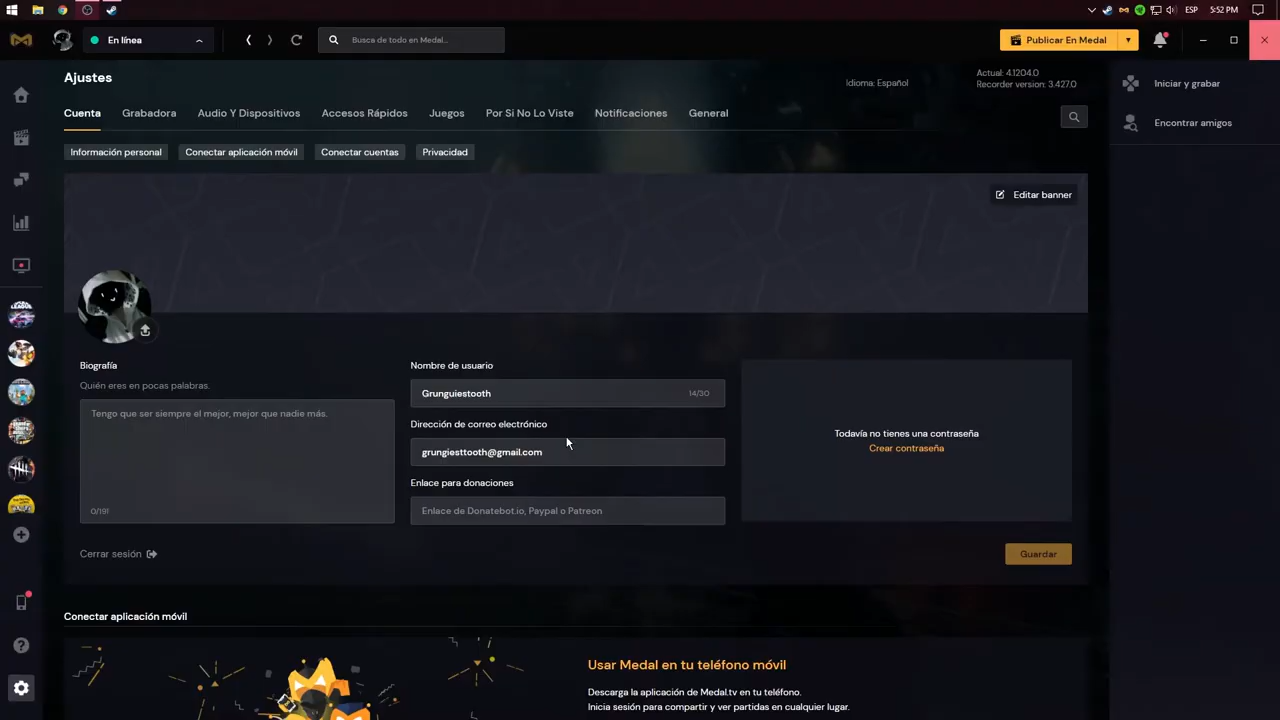 ESP 5:52 PM
En línea
Busca de todo en Medal...
Publicar En Medal
Ajustes
Idioma: Español
Actual: 4.1204.0
Recorder version: 3.427.0
Iniciar y grabar
Encontrar amigos
Cuenta Grabadora Audio Y Dispositivos Accesos Rápidos Juegos Por Si No Lo Viste Notificaciones General
Información personal Conectar aplicación móvil Conectar cuentas Privacidad
Editar banner
Biografía
Quién eres en pocas palabras.
Tengo que ser siempre el mejor, mejor que nadie más.
0/191
Nombre de usuario
Grunguiestooth 14/30
Dirección de correo electrónico
grungiesttooth@gmail.com
Enlace para donaciones
Enlace de Donatebot.io, Paypal o Patreon
Todavía no tienes una contraseña
Crear contraseña
Cerrar sesión
Guardar
Conectar aplicación móvil
Usar Medal en tu teléfono móvil
Descarga la aplicación de Medal.tv en tu teléfono.
Inicia sesión para compartir y ver partidas en cualquier lugar.